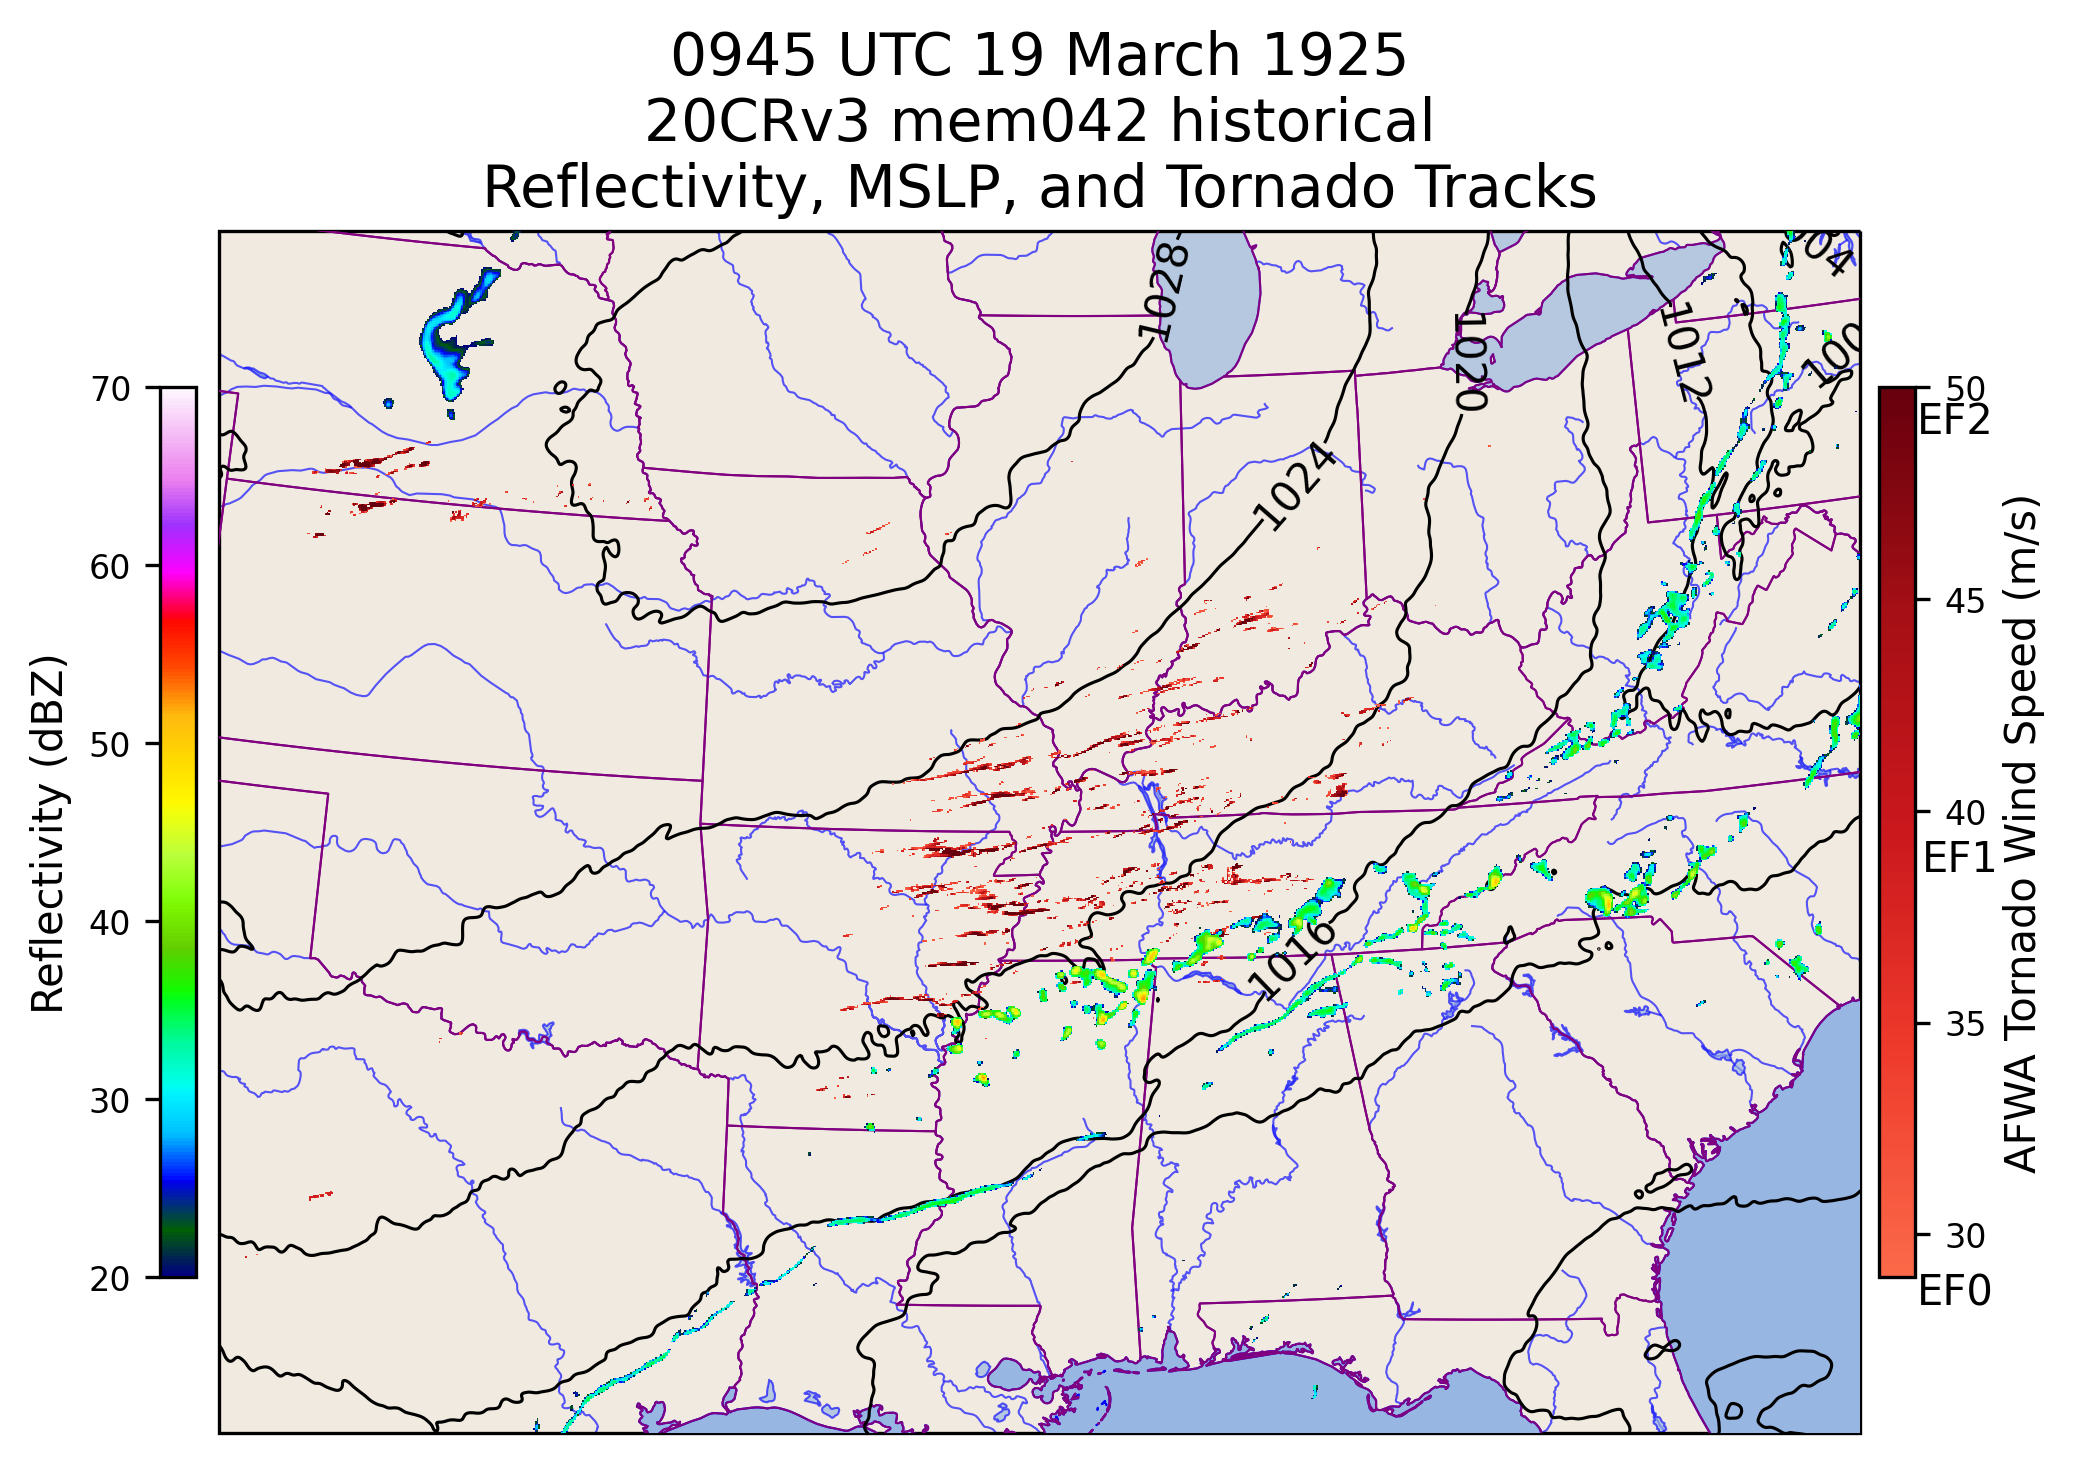 0945 UTC 19 March 1925
20CRv3 mem042 historical
Reflectivity, MSLP, and Tornado Tracks
1028
1020
1012
1024
1016
70
60
50
40
30
20
Reflectivity (dBZ)
50
EF2
45
40
EF1
35
30
EF0
AFWA Tornado Wind Speed (m/s)